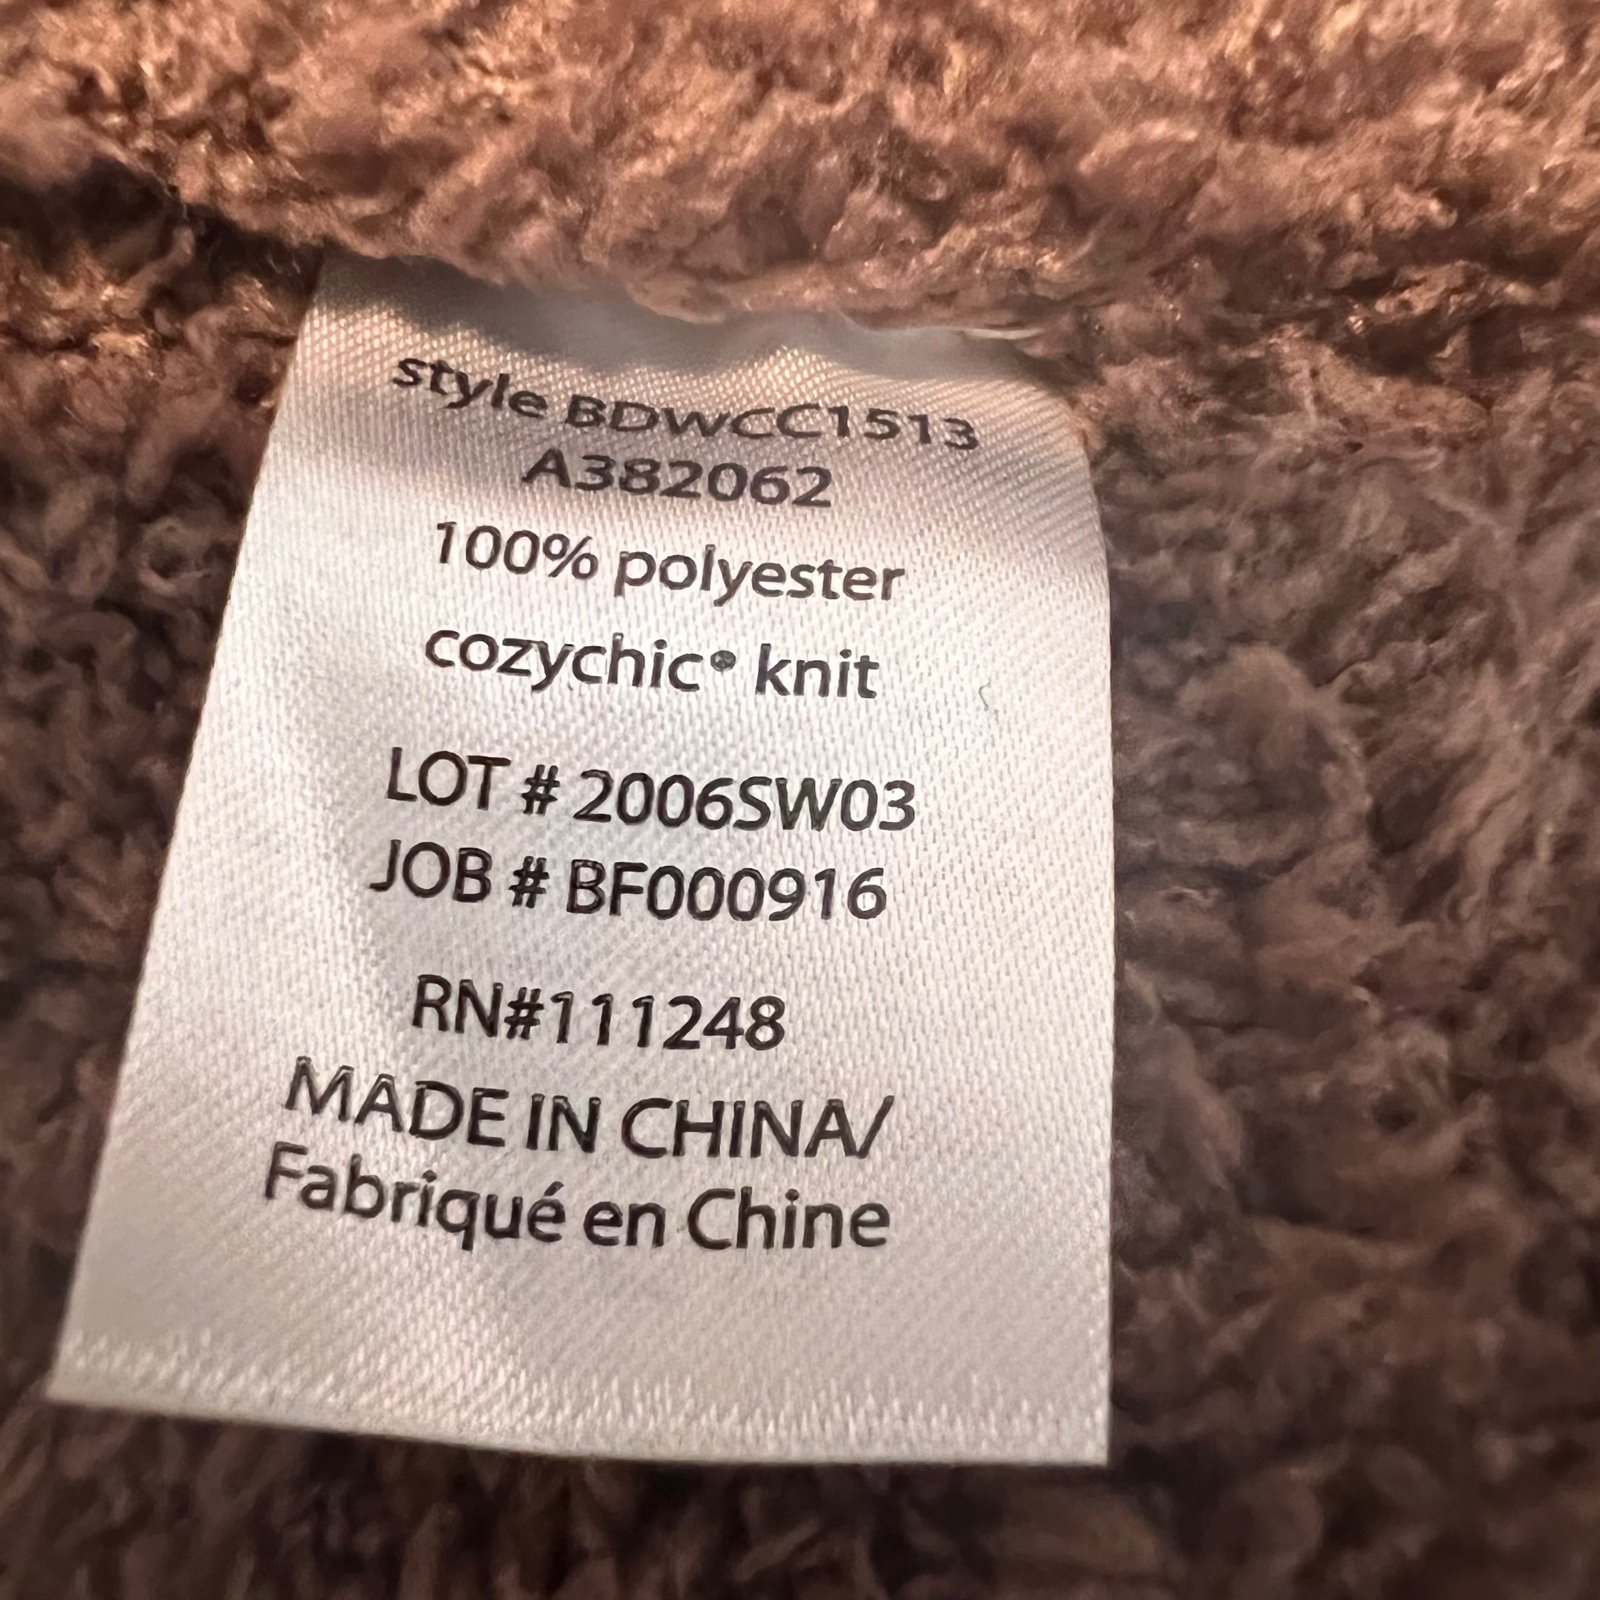 style BDWCC1513
A382062
100% polyester
cozychic® knit
LOT # 2006SW03
JOB # BF000916
RN#111248
MADE IN CHINA/
Fabriqué en Chine